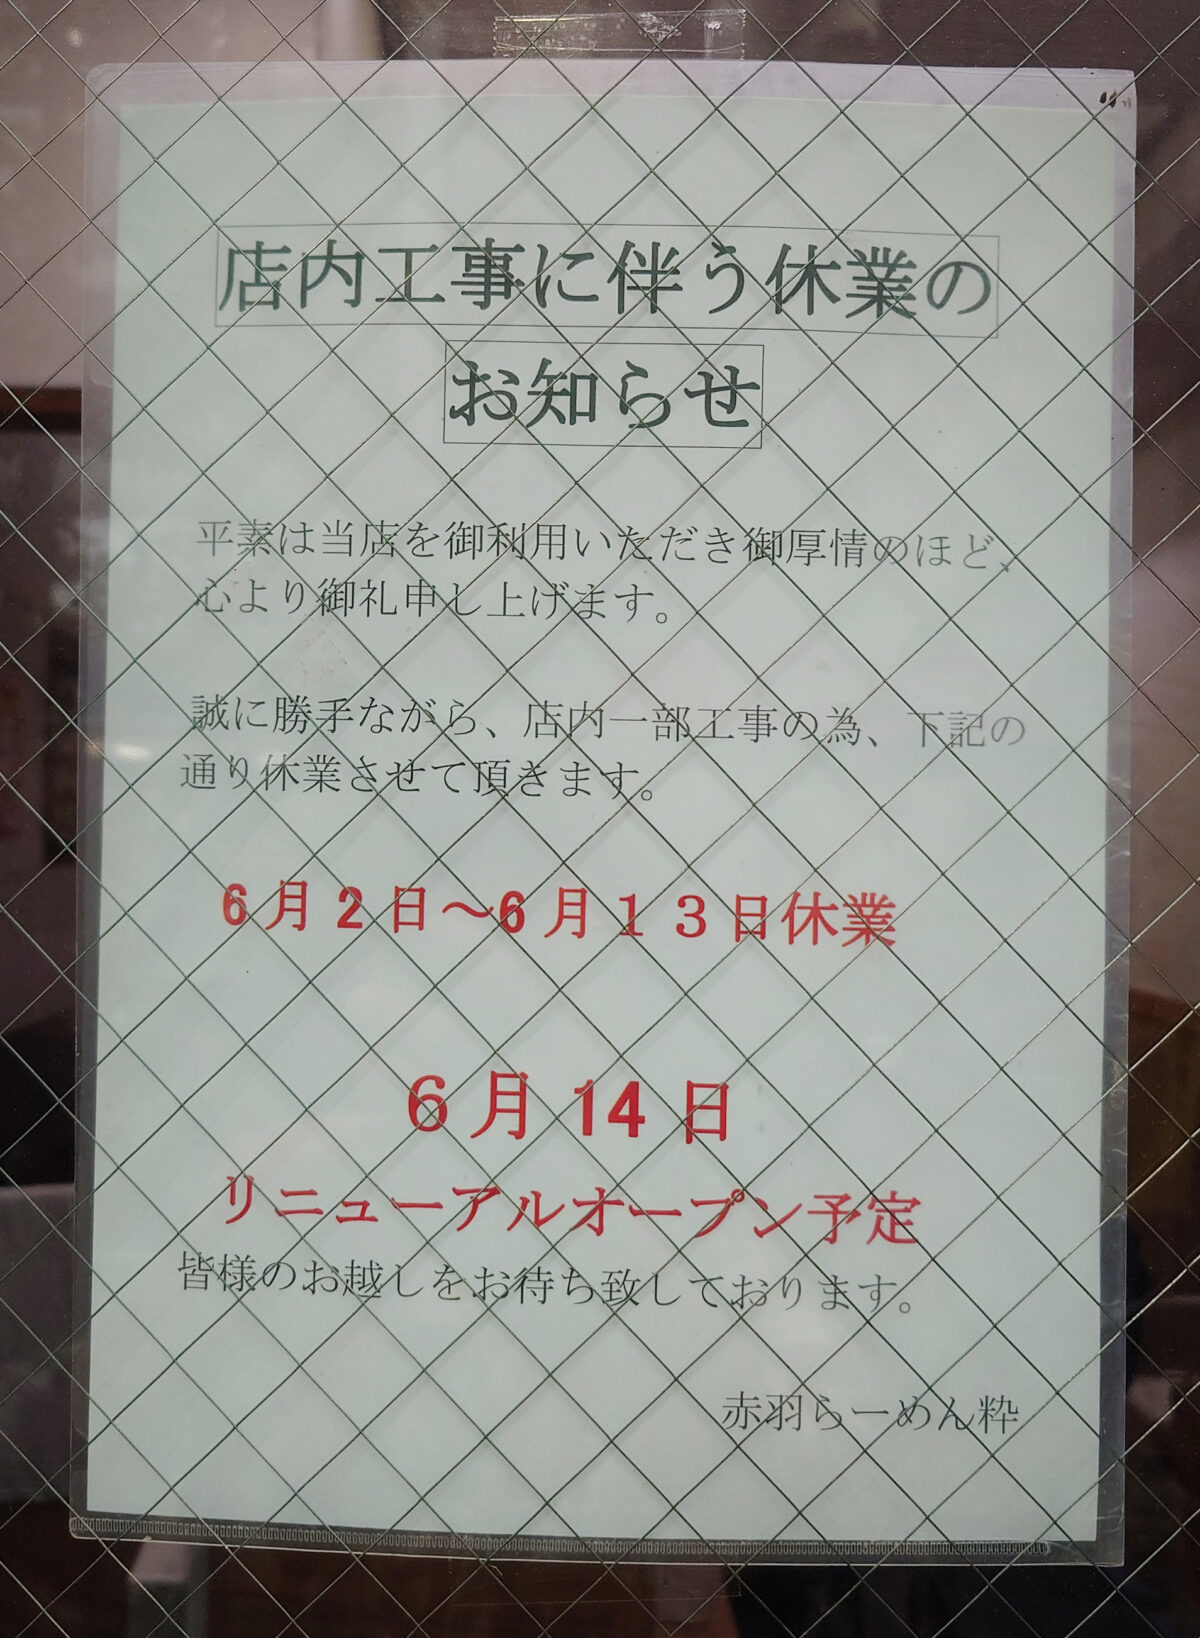 店内工事に伴う休業の
お知らせ
平素は当店を御利用いただき御厚情のほど、
心より御礼申し上げます。
誠に勝手ながら、店内一部工事の為、下記の
通り休業させて頂きます。
6月2日～6月１３日休業
６月14日
リニューアルオープン予定
皆様のお越しをお待ち致しております。
赤羽らーめん粋